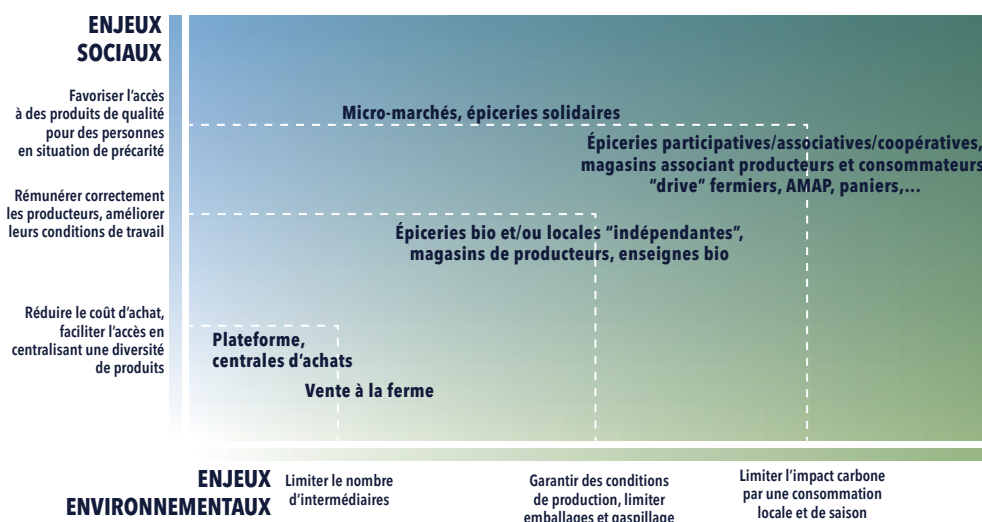 ENJEUX
SOCIAUX
Favoriser l’accès
à des produits de qualité
pour des personnes
en situation de précarité
Micro-marchés, épiceries solidaires
Épiceries participatives/associatives/coopératives,
magasins associant producteurs et consommateurs
“drive” fermiers, AMAP, paniers,...
Rémunérer correctement
les producteurs, améliorer
leurs conditions de travail
Épiceries bio et/ou locales “indépendantes”,
magasins de producteurs, enseignes bio
Réduire le coût d’achat,
faciliter l’accès en
centralisant une diversité
de produits
Plateforme,
centrales d’achats
Vente à la ferme
ENJEUX
ENVIRONNEMENTAUX
Limiter le nombre
d’intermédiaires
Garantir des conditions
de production, limiter
emballages et gaspillage
Limiter l’impact carbone
par une consommation
locale et de saison